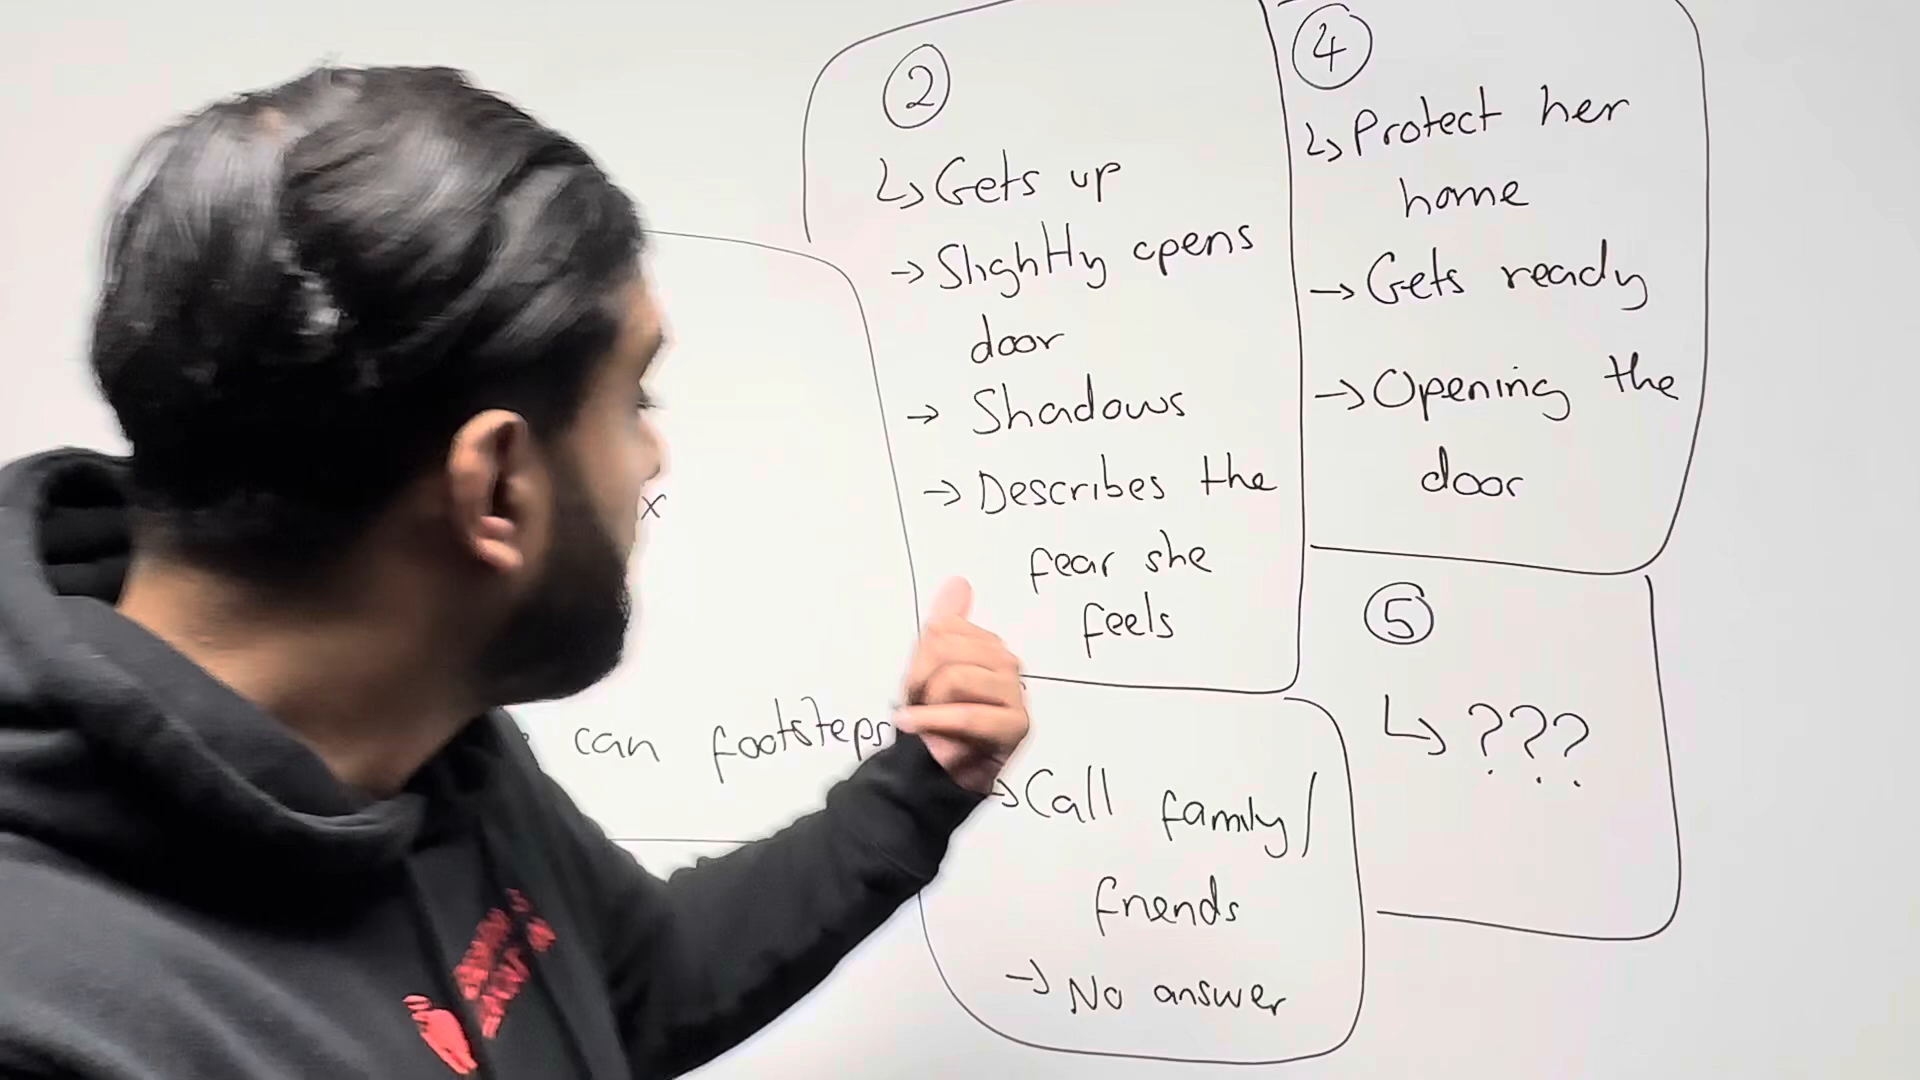 ②
↳ Gets up
→ Slightly opens
door
→ Shadows
→ Describes the
fear she
feels
x
can footsteps
→ Call family/
friends
→ No answer
④
↳ Protect her
home
→ Gets ready
→ Opening the
door
⑤
↳ ???